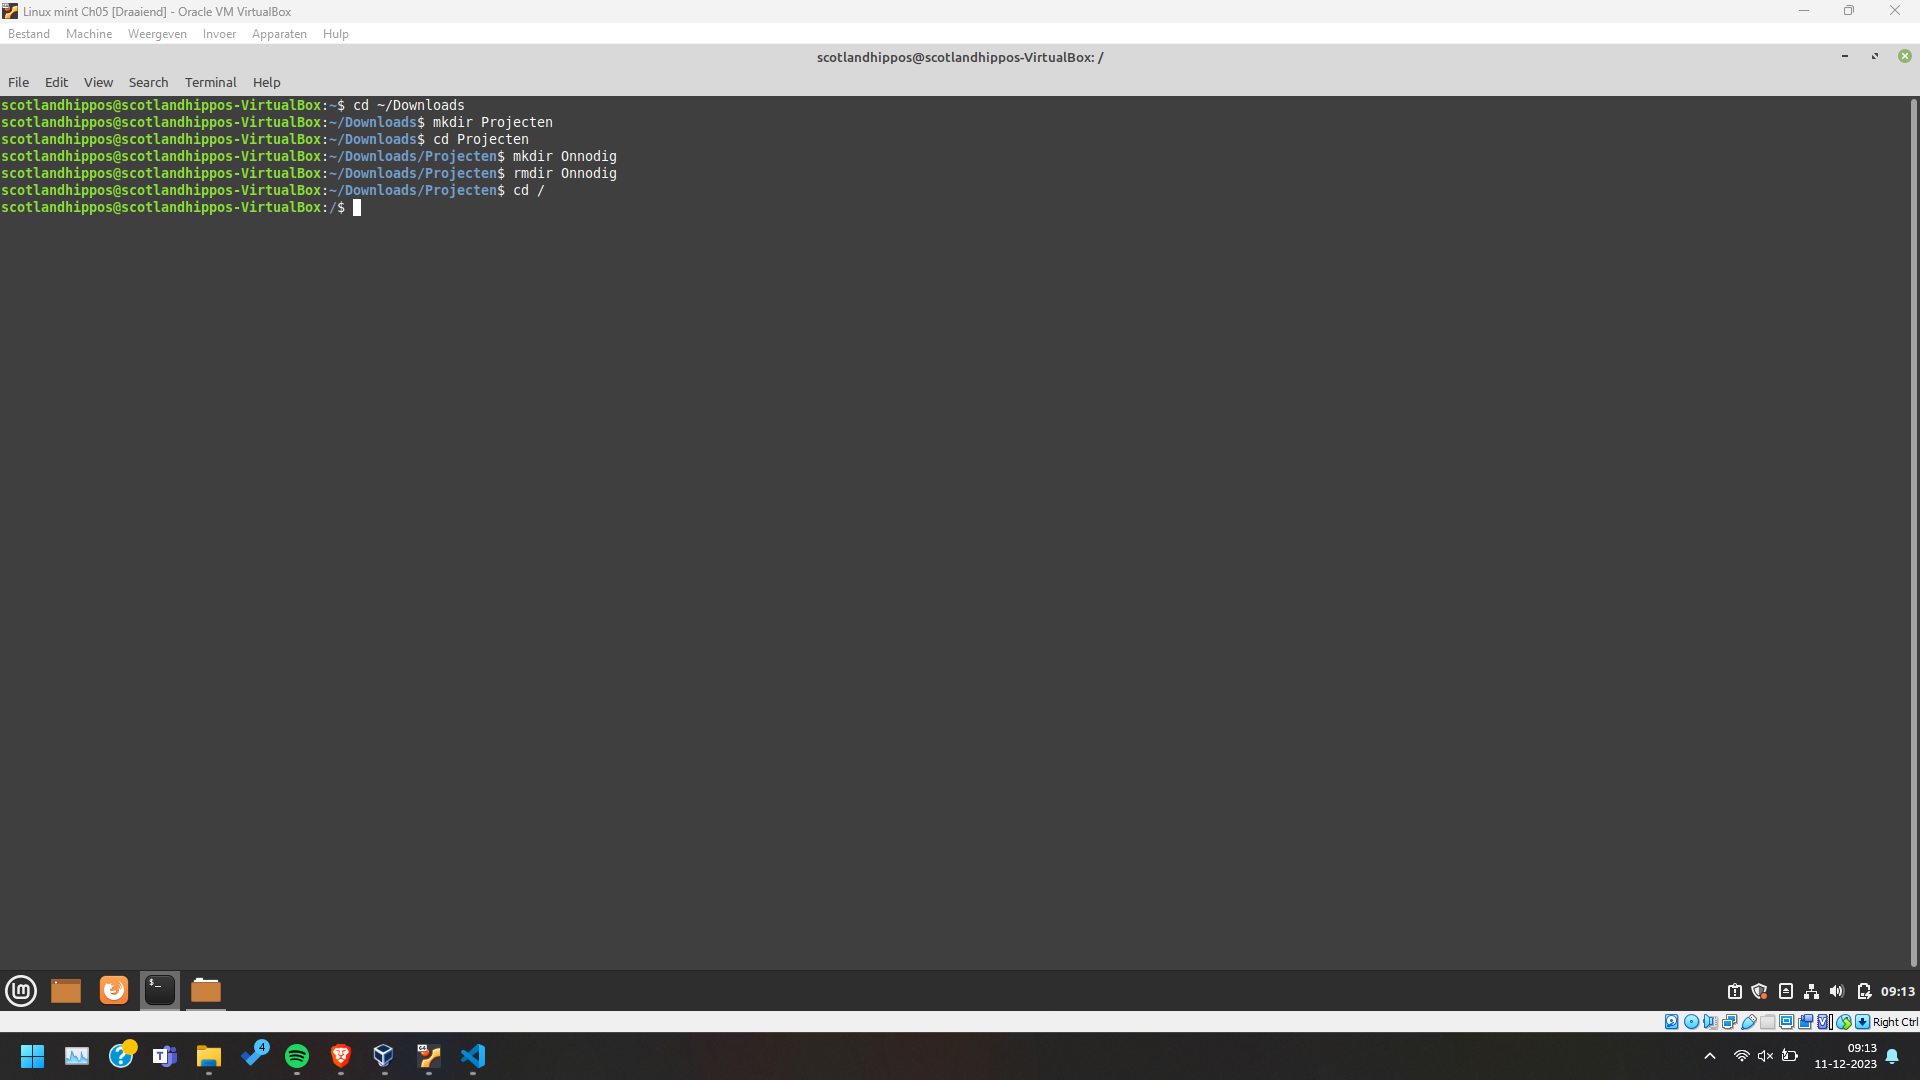 Linux mint Ch05 [Draaiend] - Oracle VM VirtualBox
Bestand Machine Weergeven Invoer Apparaten Hulp
scotlandhippos@scotlandhippos-VirtualBox: /
File Edit View Search Terminal Help
scotlandhippos@scotlandhippos-VirtualBox:~$ cd ~/Downloads
scotlandhippos@scotlandhippos-VirtualBox:~/Downloads$ mkdir Projecten
scotlandhippos@scotlandhippos-VirtualBox:~/Downloads$ cd Projecten
scotlandhippos@scotlandhippos-VirtualBox:~/Downloads/Projecten$ mkdir Onnodig
scotlandhippos@scotlandhippos-VirtualBox:~/Downloads/Projecten$ rmdir Onnodig
scotlandhippos@scotlandhippos-VirtualBox:~/Downloads/Projecten$ cd /
scotlandhippos@scotlandhippos-VirtualBox:/$
09:13
Right Ctrl
4
09:13
11-12-2023